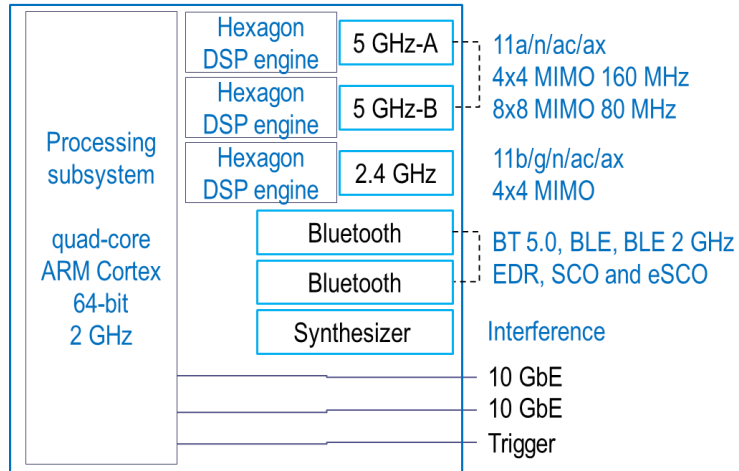 Hexagon
DSP engine
5 GHz-A
11a/n/ac/ax
4x4 MIMO 160 MHz
8x8 MIMO 80 MHz
Hexagon
DSP engine
5 GHz-B
Processing
subsystem
quad-core
ARM Cortex
64-bit
2 GHz
Hexagon
DSP engine
2.4 GHz
11b/g/n/ac/ax
4x4 MIMO
Bluetooth
Bluetooth
BT 5.0, BLE, BLE 2 GHz
EDR, SCO and eSCO
Synthesizer
Interference
10 GbE
10 GbE
Trigger